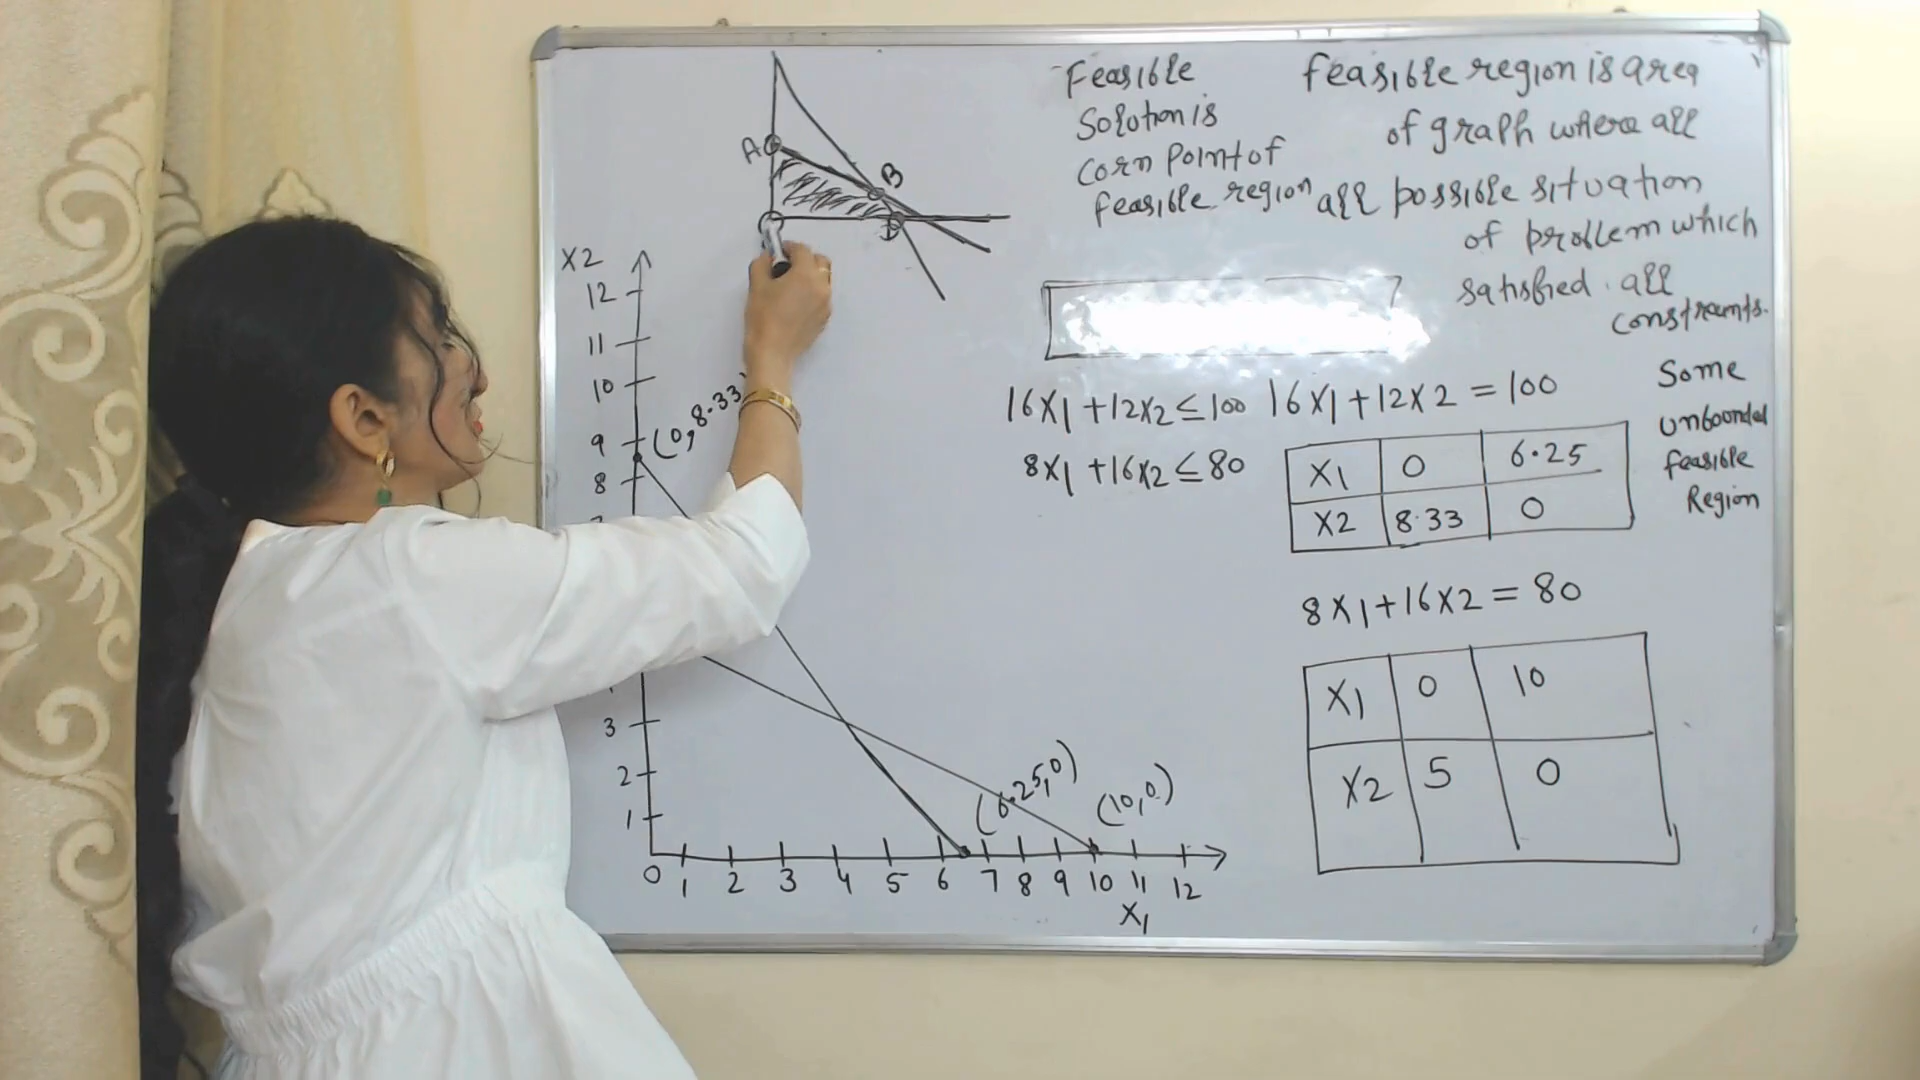 Feasible
Solution is
corn point of
feasible region
feasible region is area
of graph where all
all possible situation
of problem which
satisfied. all
constraints.
A
B
X2
12
11
10
9
8
3
2
1
(0,8.33)
(6.25,0)
(10,0)
0 1 2 3 4 5 6 7 8 9 10 11 12
X1
16X1+12X2≤100
8X1+16X2≤80
16X1+12X2=100
X1 0 6.25
X2 8.33 0
8X1+16X2=80
X1 0 10
X2 5 0
Some
unbounded
feasible
Region